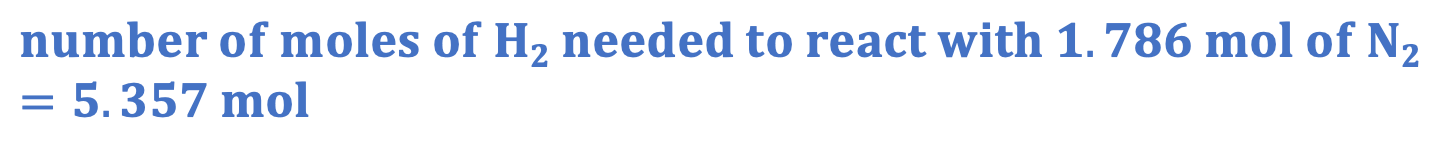 number of moles of H₂ needed to react with 1.786 mol of N₂
= 5.357 mol